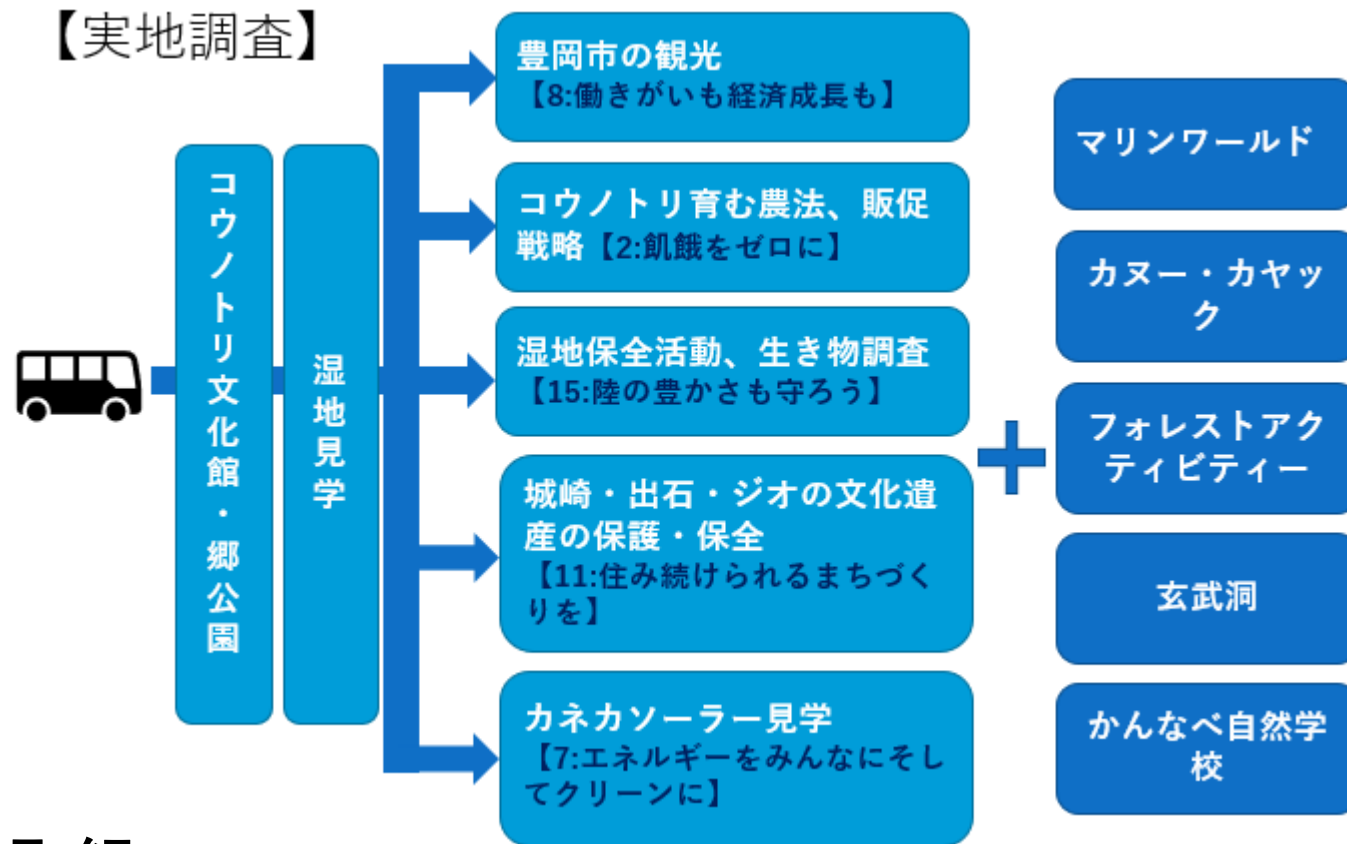 【実地調査】
コウノトリ文化館・郷公園
湿地見学
豊岡市の観光
【8:働きがいも経済成長も】
コウノトリ育む農法、販促
戦略【2:飢餓をゼロに】
湿地保全活動、生き物調査
【15:陸の豊かさも守ろう】
城崎・出石・ジオの文化遺
産の保護・保全
【11:住み続けられるまちづく
りを】
カネカソーラー見学
【7:エネルギーをみんなにそし
てクリーンに】
マリンワールド
カヌー・カヤッ
ク
フォレストアク
ティビティー
玄武洞
かんなべ自然学
校